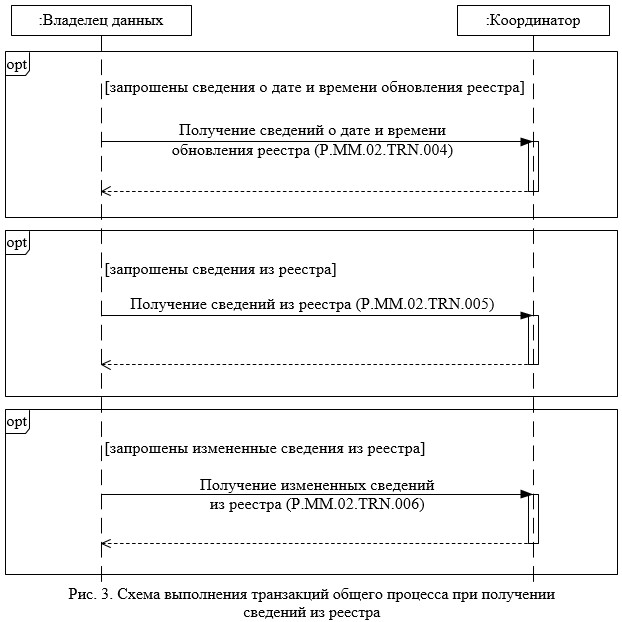 :Владелец данных
:Координатор
opt
[запрошены сведения о дате и времени обновления реестра]
Получение сведений о дате и времени
обновления реестра (P.MM.02.TRN.004)
opt
[запрошены сведения из реестра]
Получение сведений из реестра (P.MM.02.TRN.005)
opt
[запрошены измененные сведения из реестра]
Получение измененных сведений
из реестра (P.MM.02.TRN.006)
Рис. 3. Схема выполнения транзакций общего процесса при получении
сведений из реестра